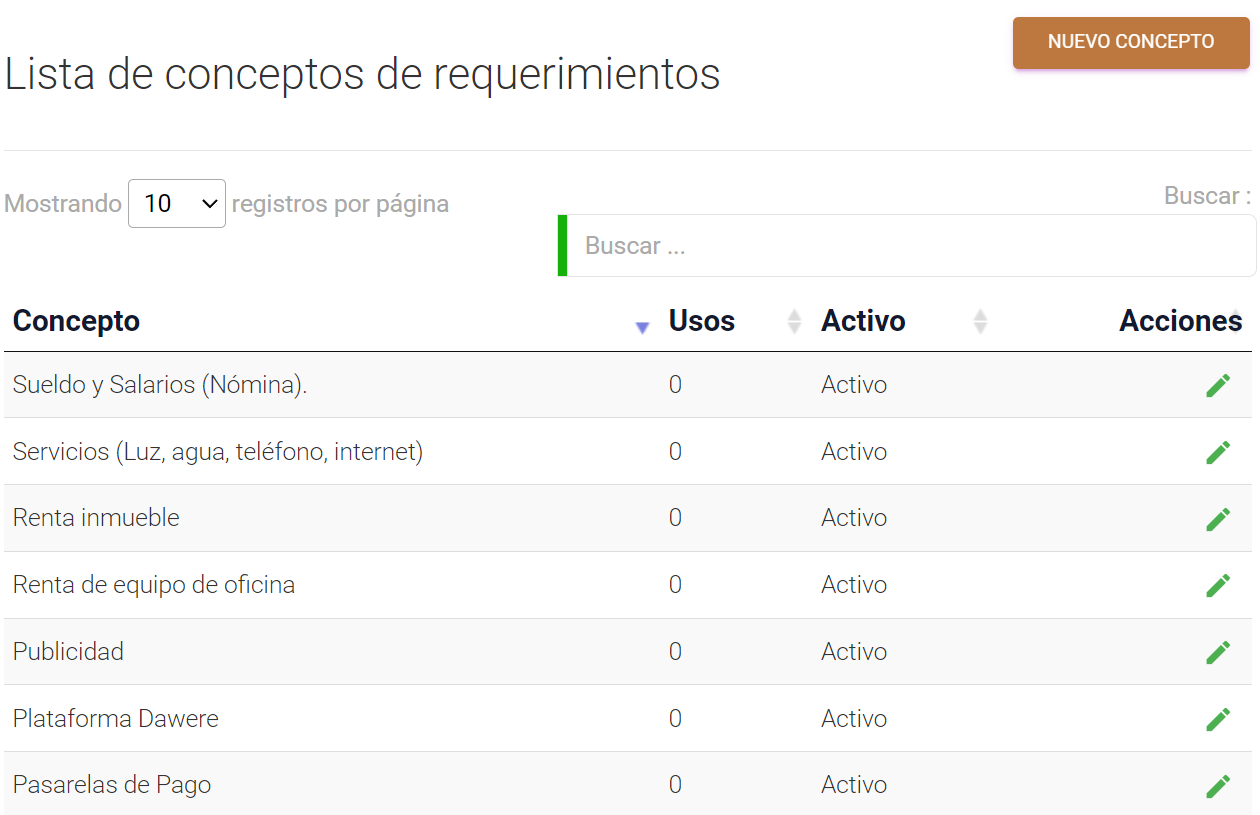 NUEVO CONCEPTO
Lista de conceptos de requerimientos
Mostrando 10 registros por página
Buscar :
Buscar ...
Concepto Usos Activo Acciones
Sueldo y Salarios (Nómina). 0 Activo
Servicios (Luz, agua, teléfono, internet) 0 Activo
Renta inmueble 0 Activo
Renta de equipo de oficina 0 Activo
Publicidad 0 Activo
Plataforma Dawere 0 Activo
Pasarelas de Pago 0 Activo